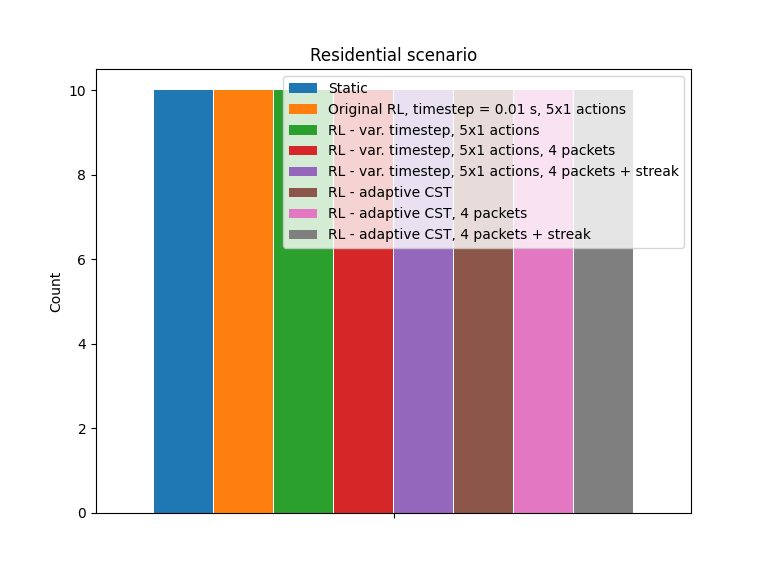 Residential scenario
10
8
6
4
2
0
Count
Static
Original RL, timestep = 0.01 s, 5x1 actions
RL - var. timestep, 5x1 actions
RL - var. timestep, 5x1 actions, 4 packets
RL - var. timestep, 5x1 actions, 4 packets + streak
RL - adaptive CST
RL - adaptive CST, 4 packets
RL - adaptive CST, 4 packets + streak